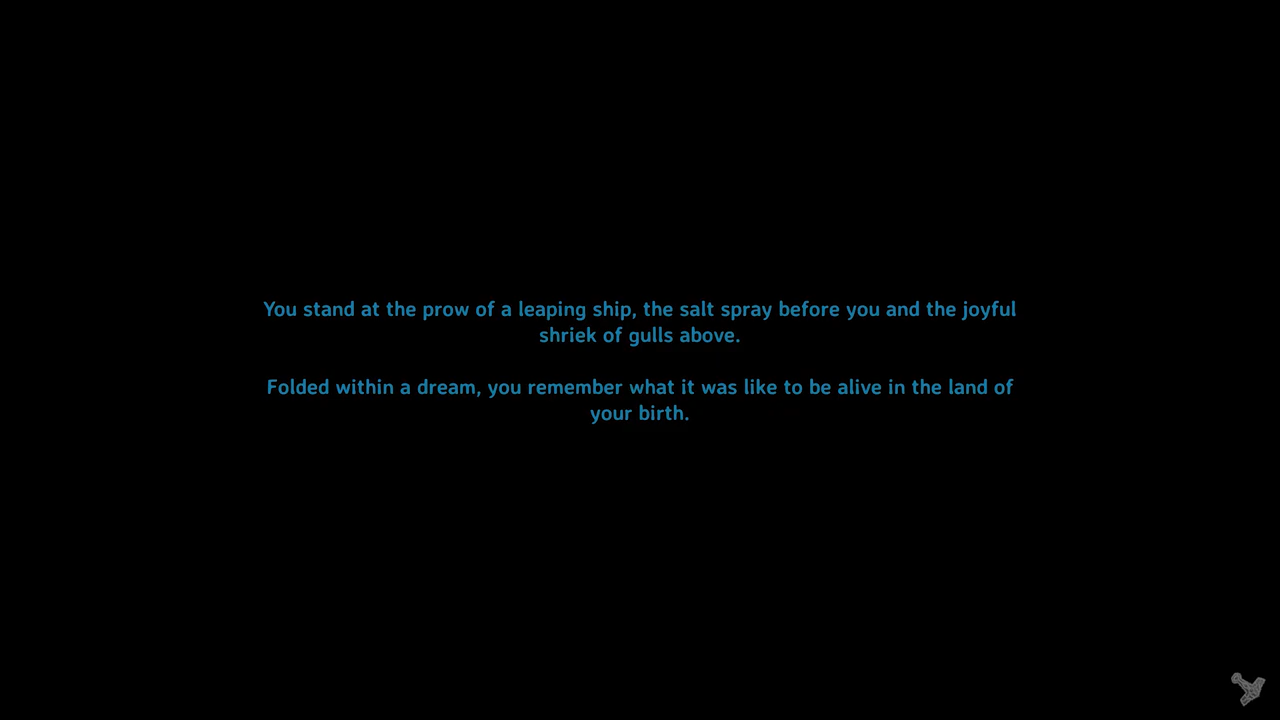 You stand at the prow of a leaping ship, the salt spray before you and the joyful
shriek of gulls above.
Folded within a dream, you remember what it was like to be alive in the land of
your birth.